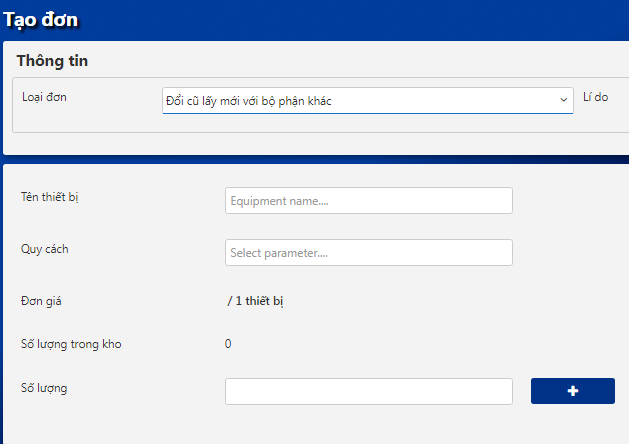 Tạo đơn
Thông tin
Loại đơn
Đổi cũ lấy mới với bộ phận khác
Lí do
Tên thiết bị
Equipment name....
Quy cách
Select parameter....
Đơn giá
/ 1 thiết bị
Số lượng trong kho
0
Số lượng
+